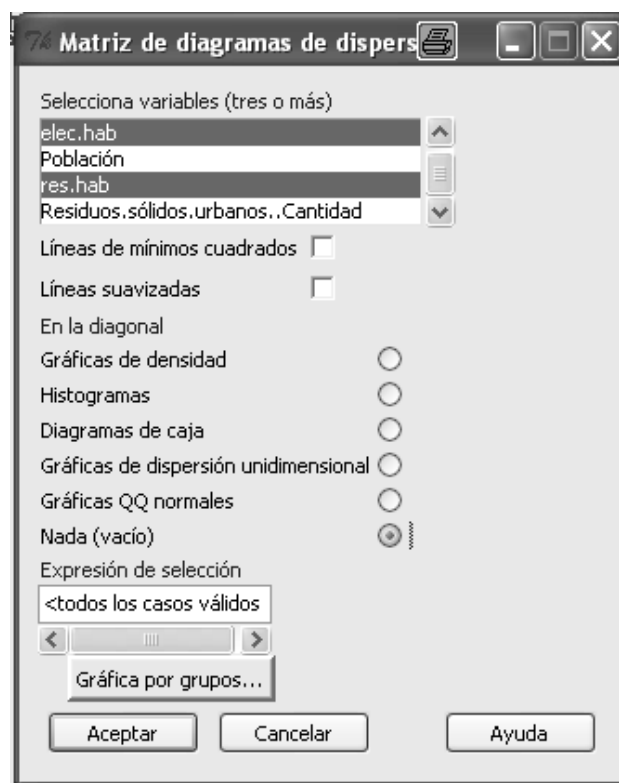 Matriz de diagramas de dispers
Selecciona variables (tres o más)
elec.hab
Población
res.hab
Residuos.sólidos.urbanos..Cantidad
Líneas de mínimos cuadrados
Líneas suavizadas
En la diagonal
Gráficas de densidad
Histogramas
Diagramas de caja
Gráficas de dispersión unidimensional
Gráficas QQ normales
Nada (vacío)
Expresión de selección
<todos los casos válidos
Gráfica por grupos...
Aceptar Cancelar Ayuda